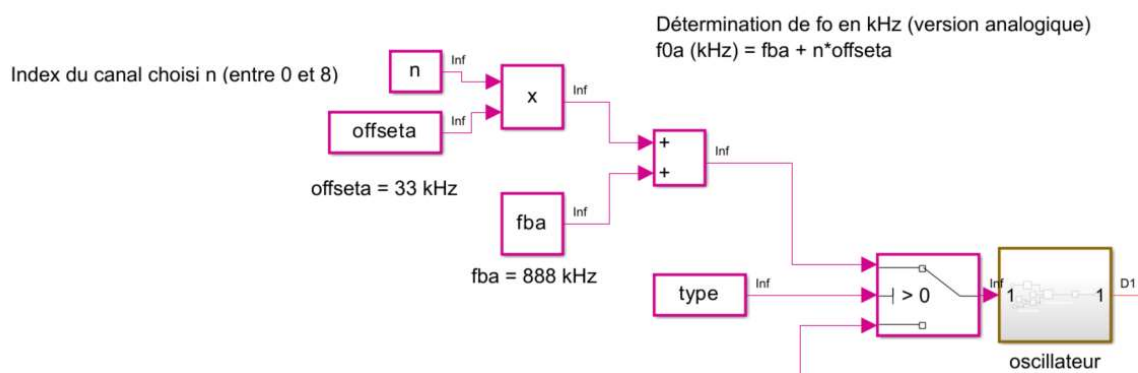 Détermination de fo en kHz (version analogique)
f0a (kHz) = fba + n*offseta
Index du canal choisi n (entre 0 et 8)
n
Inf
x
Inf
offseta
Inf
offseta = 33 kHz
+
+
Inf
fba
Inf
fba = 888 kHz
type
Inf
> 0
Inf
1
1
D1
oscillateur